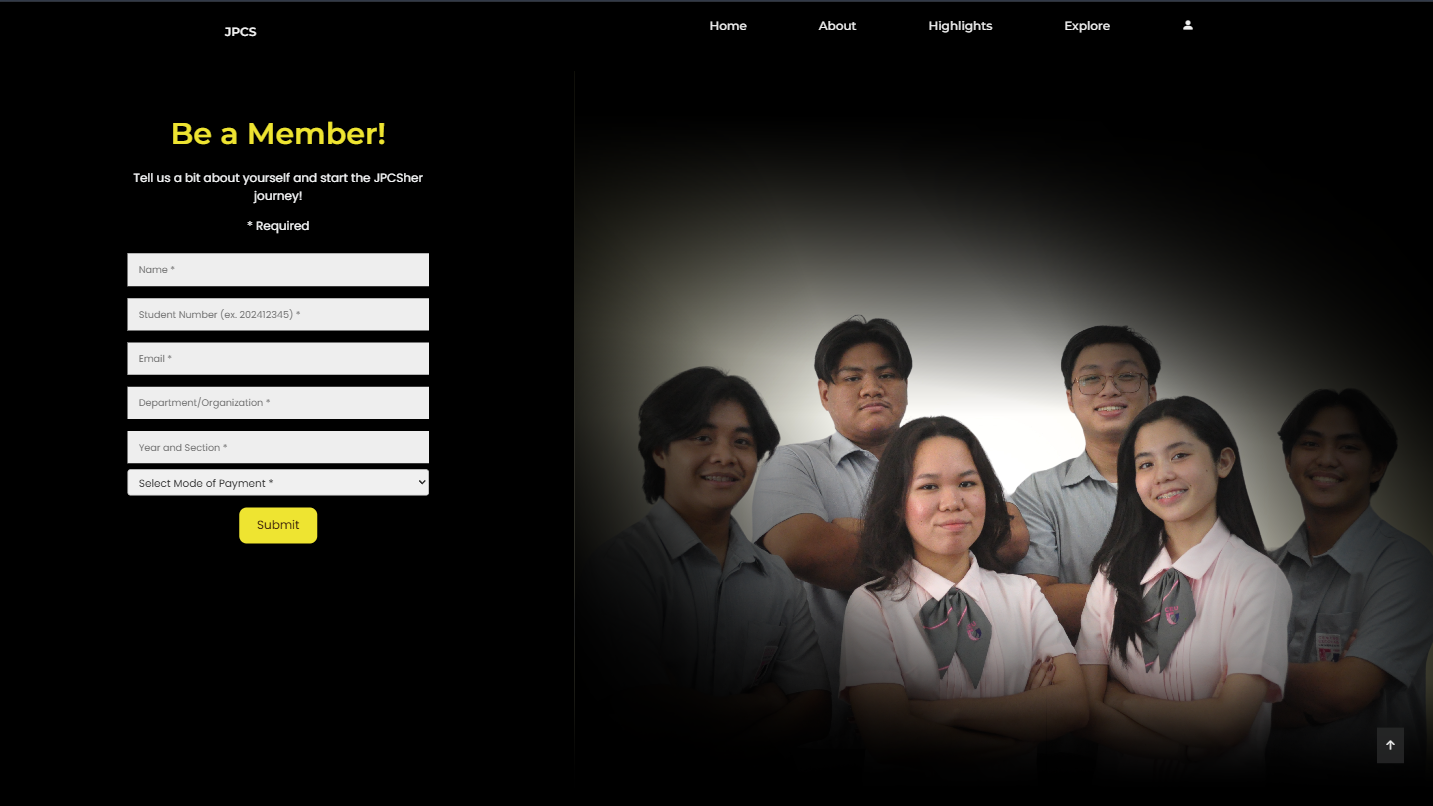 JPCS
Home
About
Highlights
Explore
Be a Member!
Tell us a bit about yourself and start the JPCSher
journey!
* Required
Name *
Student Number (ex. 202412345) *
Email *
Department/Organization *
Year and Section *
Select Mode of Payment *
Submit